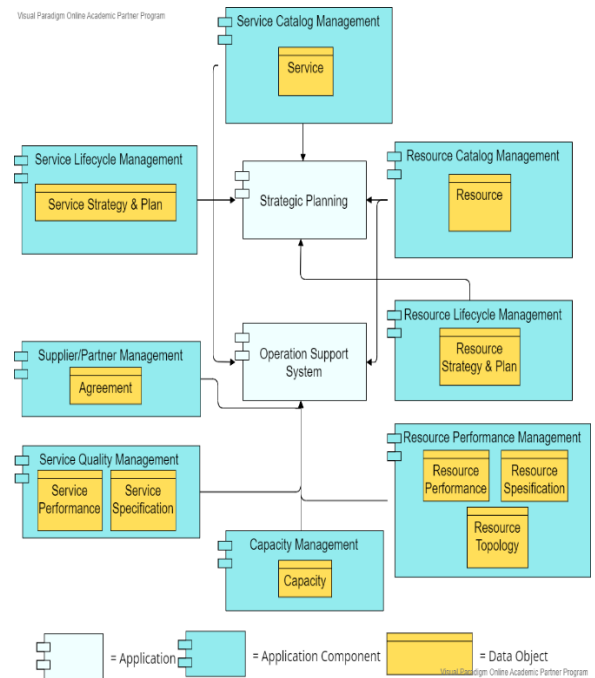 Visual Paradigm Online Academic Partner Program
Service Catalog Management
Service
Service Lifecycle Management
Service Strategy & Plan
Strategic Planning
Resource Catalog Management
Resource
Resource Lifecycle Management
Resource
Strategy & Plan
Operation Support
System
Supplier/Partner Management
Agreement
Service Quality Management
Service
Performance
Service
Specification
Resource Performance Management
Resource
Performance
Resource
Spesification
Resource
Topology
Capacity Management
Capacity
= Application
= Application Component
= Data Object
Visual Paradigm Online Academic Partner Program